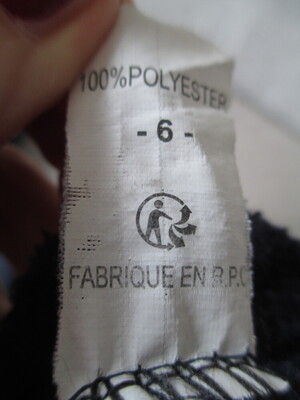 100%POLYESTER
- 6 -
FABRIQUE EN R.P.C